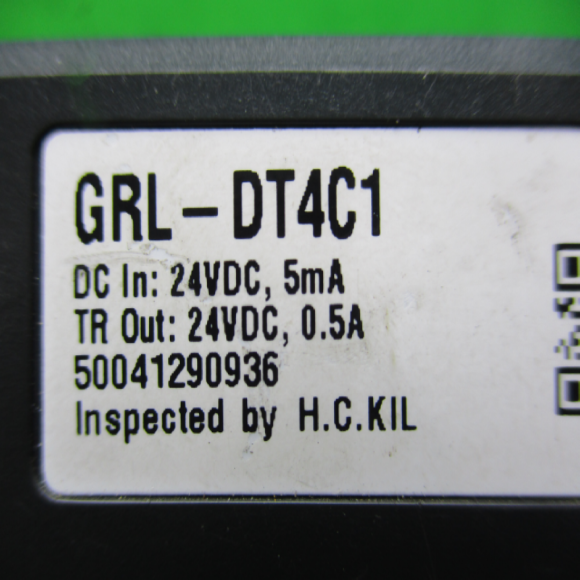 GRL-DT4C1
DC In: 24VDC, 5mA
TR Out: 24VDC, 0.5A
50041290936
Inspected by H.C.KIL